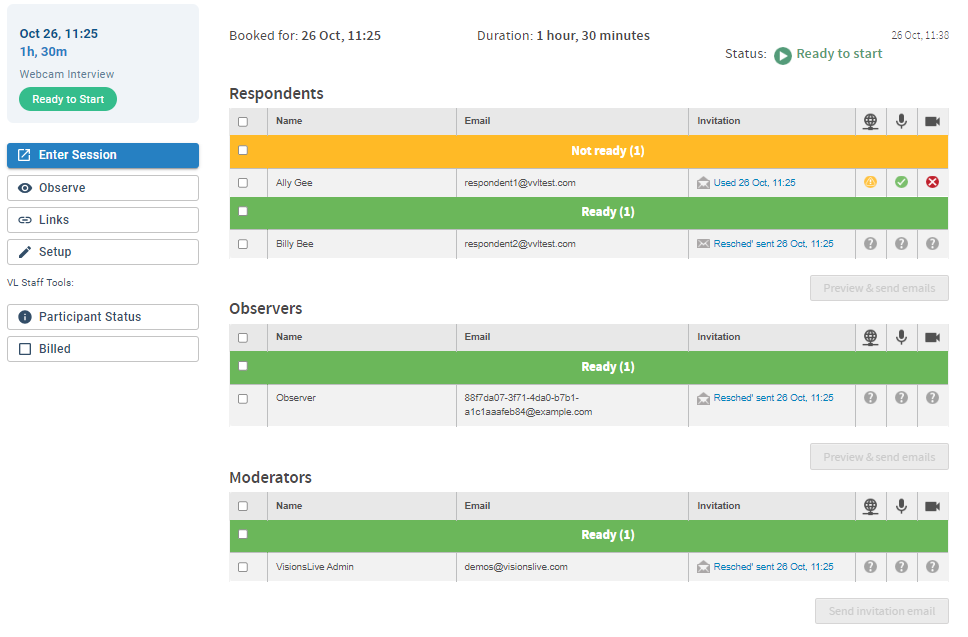 Oct 26, 11:25
1h, 30m
Webcam Interview
Ready to Start
Enter Session
Observe
Links
Setup
VL Staff Tools:
Participant Status
Billed
Booked for: 26 Oct, 11:25
Duration: 1 hour, 30 minutes
26 Oct, 11:38
Status: Ready to start
Respondents
Name Email Invitation
Not ready (1)
Ally Gee respondent1@vvltest.com Used 26 Oct, 11:25
Ready (1)
Billy Bee respondent2@vvltest.com Resched' sent 26 Oct, 11:25 ? ? ?
Preview & send emails
Observers
Name Email Invitation
Ready (1)
Observer 88f7da07-3f71-4da0-b7b1- Resched' sent 26 Oct, 11:25 ? ? ?
a1c1aaafeb84@example.com
Preview & send emails
Moderators
Name Email Invitation
Ready (1)
VisionsLive Admin demos@visionslive.com Resched' sent 26 Oct, 11:25 ? ? ?
Send invitation email